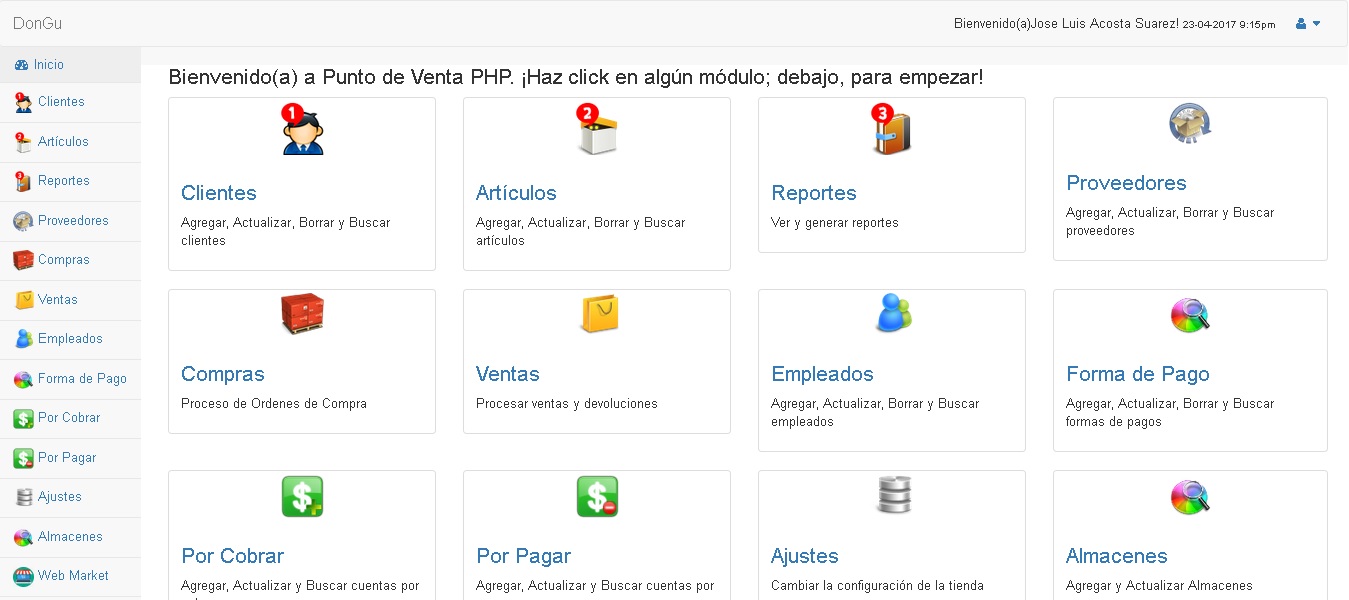 DonGu
Bienvenido(a)Jose Luis Acosta Suarez! 23-04-2017 9:15pm
Inicio
Clientes
Artículos
Reportes
Proveedores
Compras
Ventas
Empleados
Forma de Pago
Por Cobrar
Por Pagar
Ajustes
Almacenes
Web Market
Bienvenido(a) a Punto de Venta PHP. ¡Haz click en algún módulo; debajo, para empezar!
1
Clientes
Agregar, Actualizar, Borrar y Buscar
clientes
2
Artículos
Agregar, Actualizar, Borrar y Buscar
artículos
3
Reportes
Ver y generar reportes
Proveedores
Agregar, Actualizar, Borrar y Buscar
proveedores
Compras
Proceso de Ordenes de Compra
Ventas
Procesar ventas y devoluciones
Empleados
Agregar, Actualizar, Borrar y Buscar
empleados
Forma de Pago
Agregar, Actualizar, Borrar y Buscar
formas de pagos
Por Cobrar
Agregar, Actualizar y Buscar cuentas por
Por Pagar
Agregar, Actualizar y Buscar cuentas por
Ajustes
Cambiar la configuración de la tienda
Almacenes
Agregar y Actualizar Almacenes